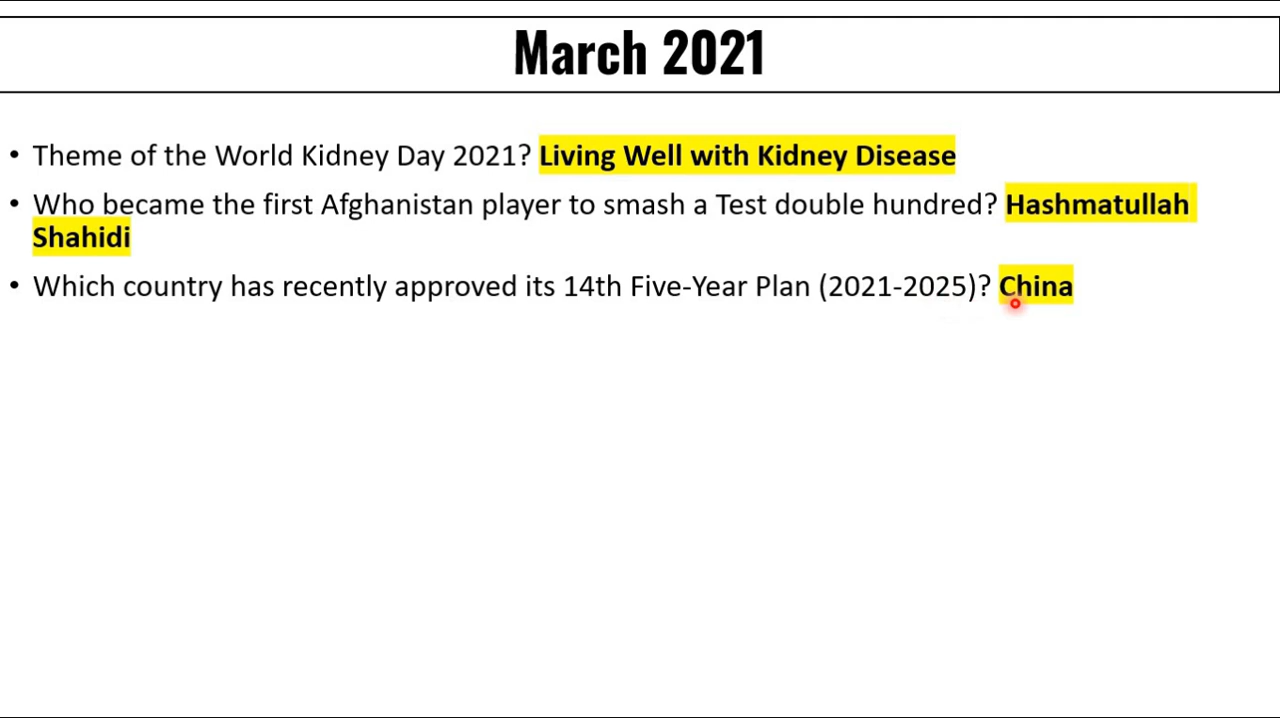 March 2021
• Theme of the World Kidney Day 2021? Living Well with Kidney Disease
• Who became the first Afghanistan player to smash a Test double hundred? Hashmatullah
Shahidi
• Which country has recently approved its 14th Five-Year Plan (2021-2025)? China